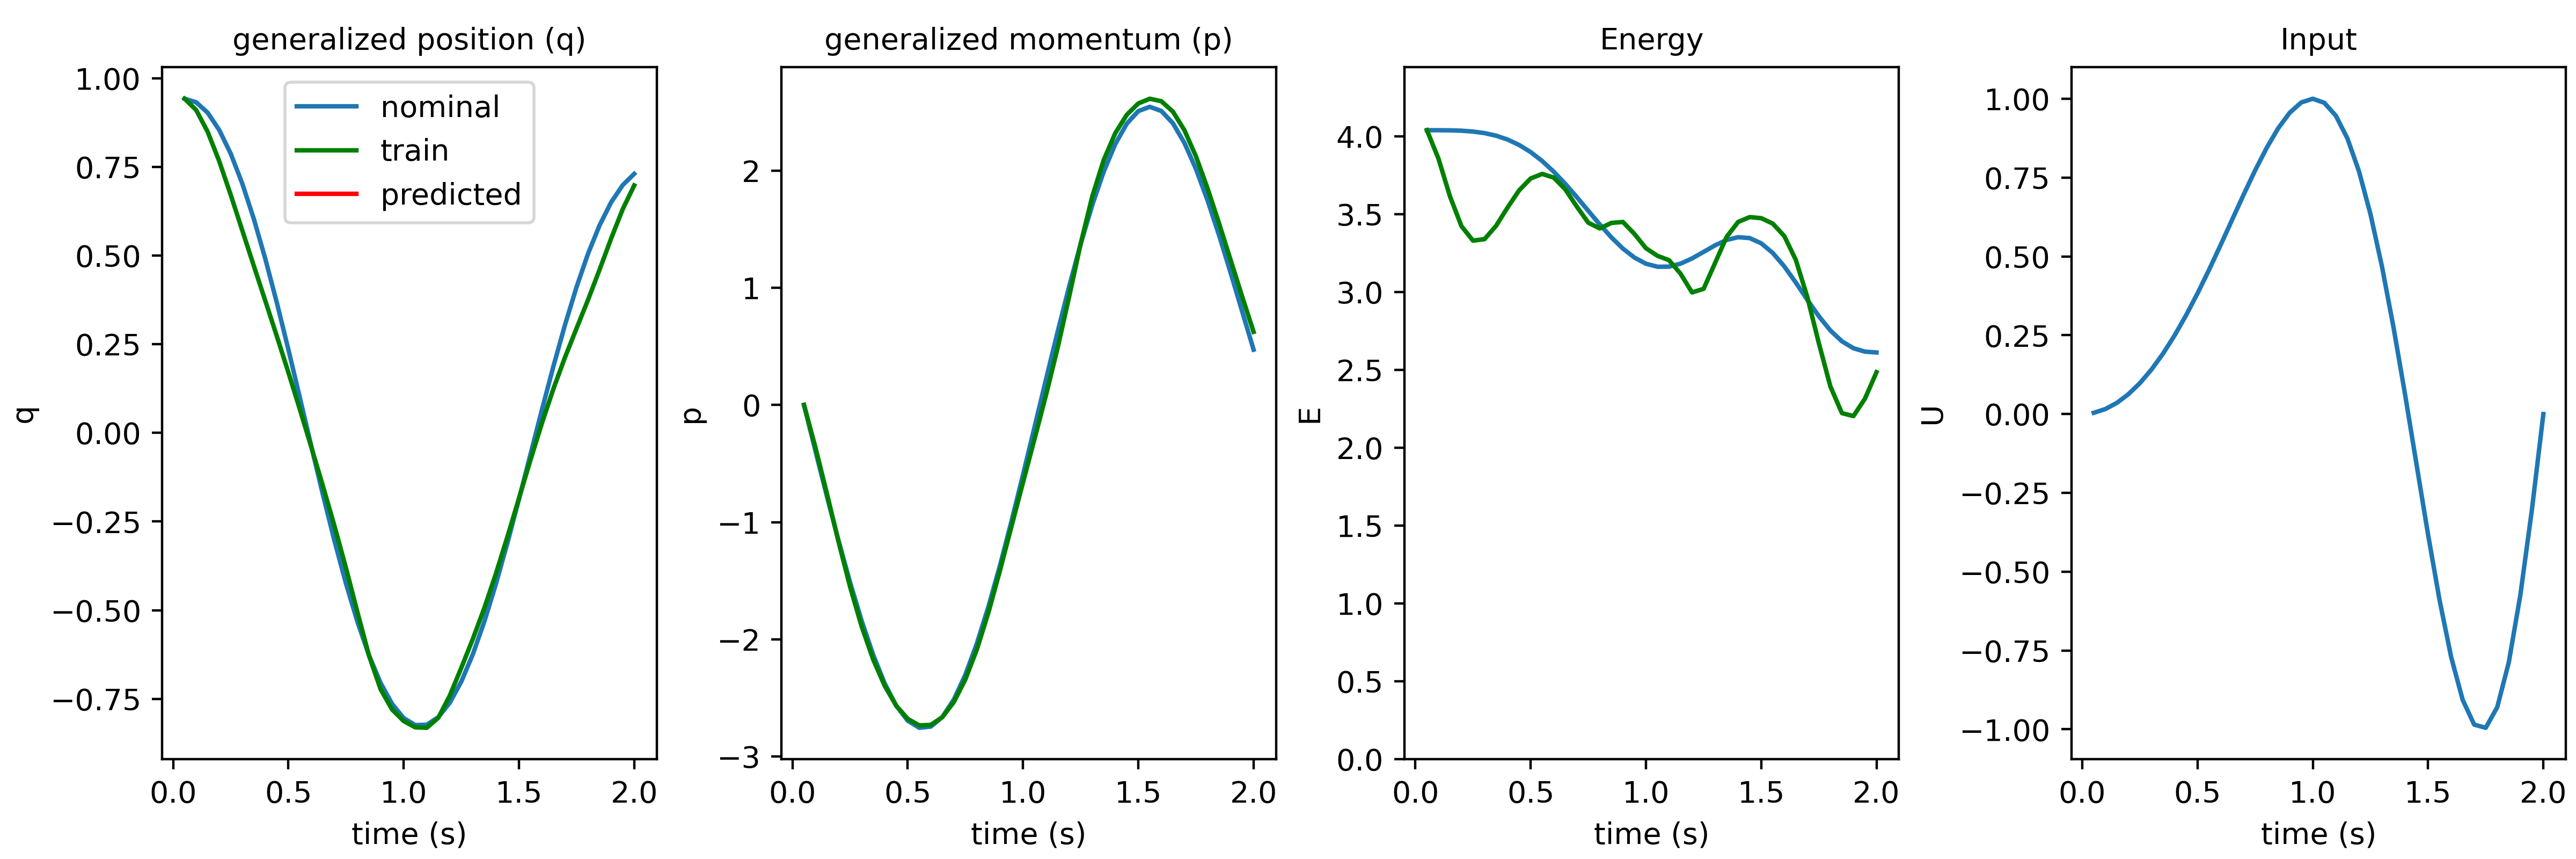 generalized position (q)
1.00
0.75
0.50
0.25
0.00
−0.25
−0.50
−0.75
q
nominal
train
predicted
0.0 0.5 1.0 1.5 2.0
time (s)
generalized momentum (p)
2
1
0
−1
−2
−3
p
0.0 0.5 1.0 1.5 2.0
time (s)
Energy
4.0
3.5
3.0
2.5
2.0
1.5
1.0
0.5
0.0
E
0.0 0.5 1.0 1.5 2.0
time (s)
Input
1.00
0.75
0.50
0.25
0.00
−0.25
−0.50
−0.75
−1.00
U
0.0 0.5 1.0 1.5 2.0
time (s)